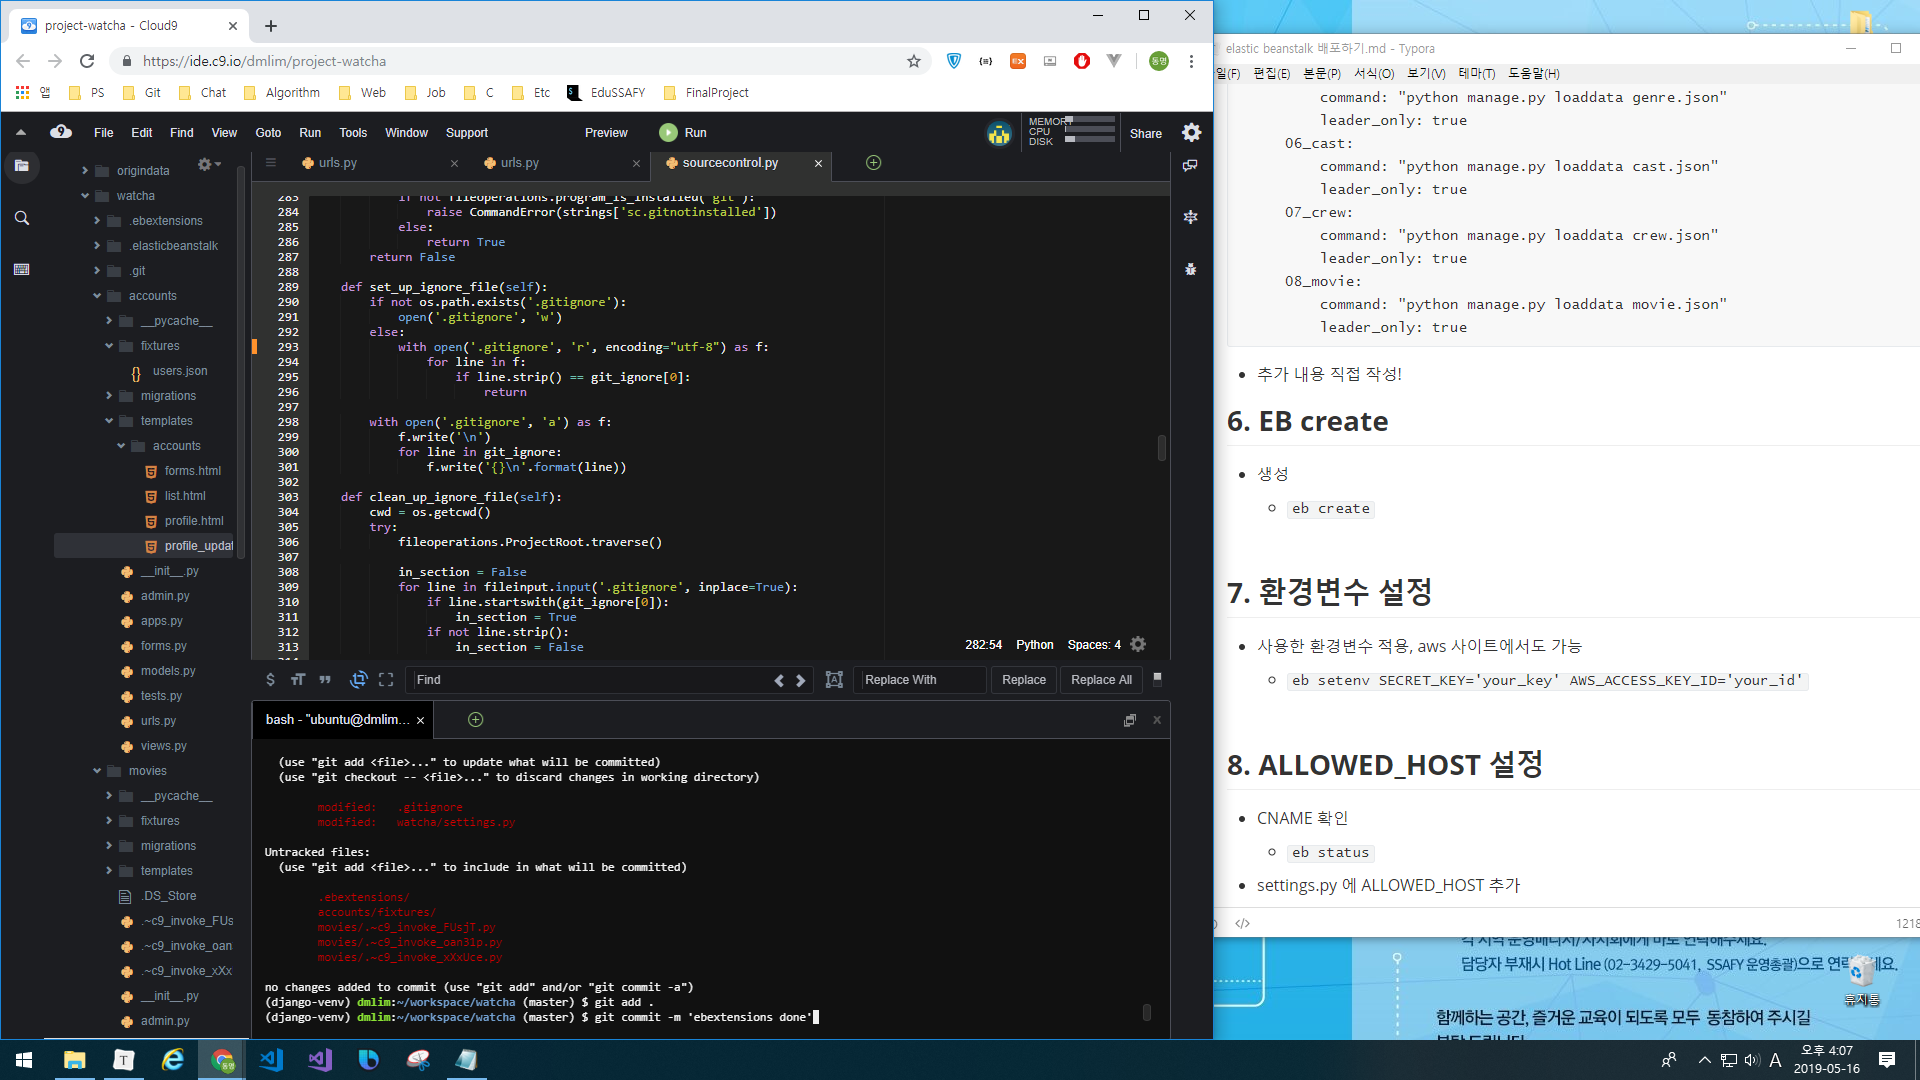 project-watcha - Cloud9
https://ide.c9.io/dmlim/project-watcha
앱 PS Git Chat Algorithm Web Job C Etc EduSSAFY FinalProject
File Edit Find View Goto Run Tools Window Support Preview Run
MEMORY
CPU
DISK
Share
urls.py urls.py sourcecontrol.py
origindata
watcha
.ebextensions
.elasticbeanstalk
.git
accounts
__pycache__
fixtures
users.json
migrations
templates
accounts
forms.html
list.html
profile.html
profile_updat
__init__.py
admin.py
apps.py
forms.py
models.py
tests.py
urls.py
views.py
movies
__pycache__
fixtures
migrations
templates
.DS_Store
.~c9_invoke_FUs
.~c9_invoke_oan
.~c9_invoke_xXx
__init__.py
admin.py
283 if not fileoperations.program_is_installed('git'):
284 raise CommandError(strings['sc.gitnotinstalled'])
285 else:
286 return True
287 return False
288
289 def set_up_ignore_file(self):
290 if not os.path.exists('.gitignore'):
291 open('.gitignore', 'w')
292 else:
293 with open('.gitignore', 'r', encoding="utf-8") as f:
294 for line in f:
295 if line.strip() == git_ignore[0]:
296 return
297
298 with open('.gitignore', 'a') as f:
299 f.write('\n')
300 for line in git_ignore:
301 f.write('{}\n'.format(line))
302
303 def clean_up_ignore_file(self):
304 cwd = os.getcwd()
305 try:
306 fileoperations.ProjectRoot.traverse()
307
308 in_section = False
309 for line in fileinput.input('.gitignore', inplace=True):
310 if line.startswith(git_ignore[0]):
311 in_section = True
312 if not line.strip():
313 in_section = False
282:54 Python Spaces: 4
Find Replace With Replace Replace All
bash - "ubuntu@dmlim...
(use "git add <file>..." to update what will be committed)
(use "git checkout -- <file>..." to discard changes in working directory)
modified: .gitignore
modified: watcha/settings.py
Untracked files:
(use "git add <file>..." to include in what will be committed)
.ebextensions/
accounts/fixtures/
movies/.~c9_invoke_FUsjT.py
movies/.~c9_invoke_oan31p.py
movies/.~c9_invoke_xXxUce.py
no changes added to commit (use "git add" and/or "git commit -a")
(django-venv) dmlim:~/workspace/watcha (master) $ git add .
(django-venv) dmlim:~/workspace/watcha (master) $ git commit -m 'ebextensions done'
elastic beanstalk 배포하기.md - Typora
일(F) 편집(E) 본문(P) 서식(O) 보기(V) 테마(T) 도움말(H)
command: "python manage.py loaddata genre.json"
leader_only: true
06_cast:
command: "python manage.py loaddata cast.json"
leader_only: true
07_crew:
command: "python manage.py loaddata crew.json"
leader_only: true
08_movie:
command: "python manage.py loaddata movie.json"
leader_only: true
추가 내용 직접 작성!
6. EB create
생성
eb create
7. 환경변수 설정
사용한 환경변수 적용, aws 사이트에서도 가능
eb setenv SECRET_KEY='your_key' AWS_ACCESS_KEY_ID='your_id'
8. ALLOWED_HOST 설정
CNAME 확인
eb status
settings.py 에 ALLOWED_HOST 추가
1218
담당자 부재시 Hot Line (02-3429-5041, SSAFY 운영총괄)으로
휴지통
함께하는 공간, 즐거운 교육이 되도록 모두 동참하여 주시길
A 오후 4:07
2019-05-16